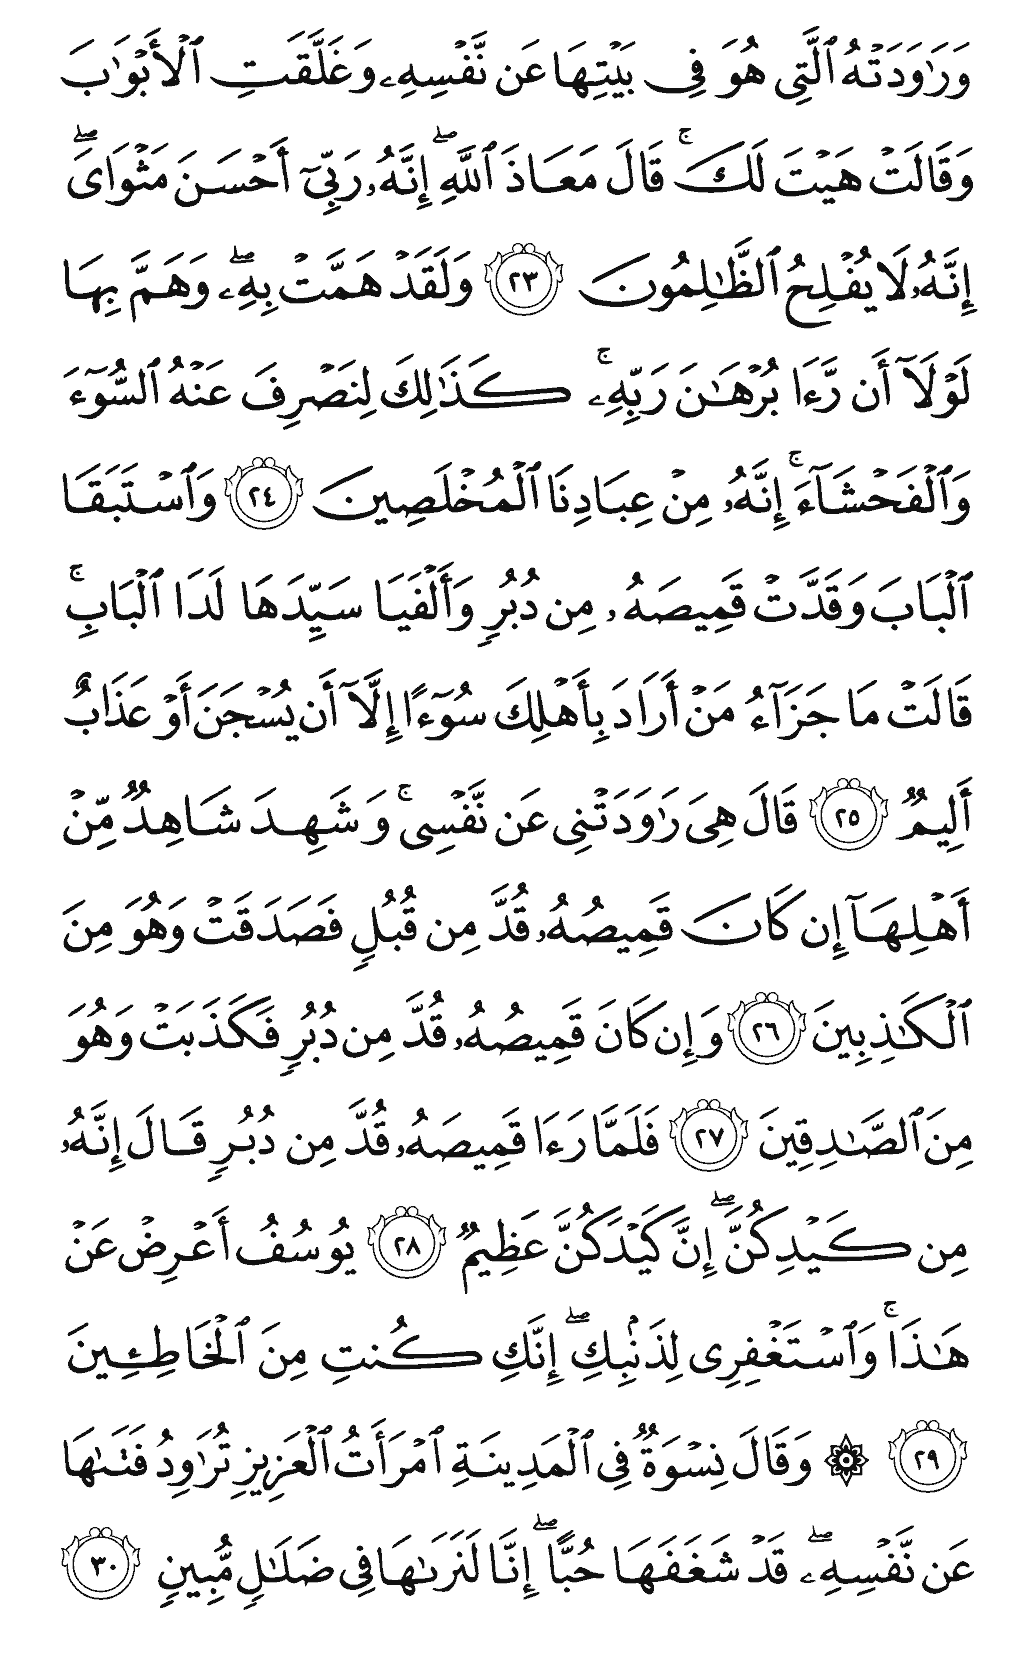 وَرَٰوَدَتْهُ ٱلَّتِى هُوَ فِى بَيْتِهَا عَن نَّفْسِهِۦ وَغَلَّقَتِ ٱلْأَبْوَٰبَ
وَقَالَتْ هَيْتَ لَكَ ۚ قَالَ مَعَاذَ ٱللَّهِ ۖ إِنَّهُۥ رَبِّىٓ أَحْسَنَ مَثْوَاىَ ۖ
إِنَّهُۥ لَا يُفْلِحُ ٱلظَّٰلِمُونَ ٢٣ وَلَقَدْ هَمَّتْ بِهِۦ ۖ وَهَمَّ بِهَا
لَوْلَآ أَن رَّءَا بُرْهَٰنَ رَبِّهِۦ ۚ كَذَٰلِكَ لِنَصْرِفَ عَنْهُ ٱلسُّوٓءَ
وَٱلْفَحْشَآءَ ۚ إِنَّهُۥ مِنْ عِبَادِنَا ٱلْمُخْلَصِينَ ٢٤ وَٱسْتَبَقَا
ٱلْبَابَ وَقَدَّتْ قَمِيصَهُۥ مِن دُبُرٍ وَأَلْفَيَا سَيِّدَهَا لَدَا ٱلْبَابِ ۚ
قَالَتْ مَا جَزَآءُ مَنْ أَرَادَ بِأَهْلِكَ سُوٓءًا إِلَّآ أَن يُسْجَنَ أَوْ عَذَابٌ
أَلِيمٌ ٢٥ قَالَ هِىَ رَٰوَدَتْنِى عَن نَّفْسِى ۚ وَشَهِدَ شَاهِدٌ مِّنْ
أَهْلِهَآ إِن كَانَ قَمِيصُهُۥ قُدَّ مِن قُبُلٍ فَصَدَقَتْ وَهُوَ مِنَ
ٱلْكَٰذِبِينَ ٢٦ وَإِن كَانَ قَمِيصُهُۥ قُدَّ مِن دُبُرٍ فَكَذَبَتْ وَهُوَ
مِنَ ٱلصَّٰدِقِينَ ٢٧ فَلَمَّا رَءَا قَمِيصَهُۥ قُدَّ مِن دُبُرٍ قَالَ إِنَّهُۥ
مِن كَيْدِكُنَّ ۖ إِنَّ كَيْدَكُنَّ عَظِيمٌ ٢٨ يُوسُفُ أَعْرِضْ عَنْ
هَٰذَا ۚ وَٱسْتَغْفِرِى لِذَنۢبِكِ ۖ إِنَّكِ كُنتِ مِنَ ٱلْخَاطِـِٔينَ
٢٩ ۞ وَقَالَ نِسْوَةٌ فِى ٱلْمَدِينَةِ ٱمْرَأَتُ ٱلْعَزِيزِ تُرَٰوِدُ فَتَىٰهَا
عَن نَّفْسِهِۦ ۖ قَدْ شَغَفَهَا حُبًّا ۖ إِنَّا لَنَرَىٰهَا فِى ضَلَٰلٍ مُّبِينٍ ٣٠